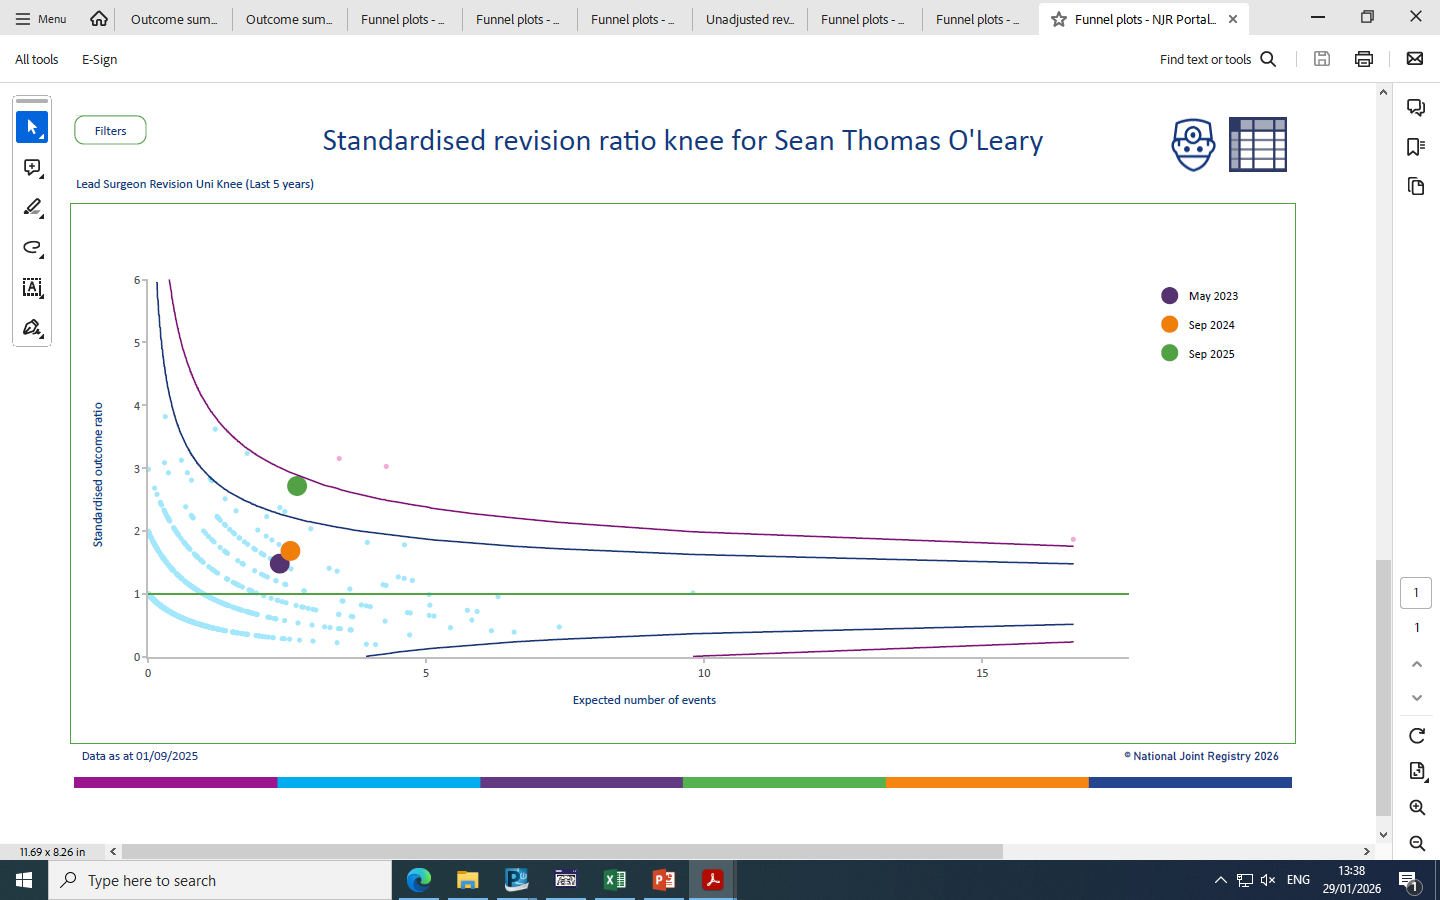 Menu
Outcome sum...
Outcome sum...
Funnel plots - ...
Funnel plots - ...
Funnel plots - ...
Unadjusted rev...
Funnel plots - ...
Funnel plots - ...
Funnel plots - NJR Portal...
All tools
E-Sign
Find text or tools
Filters
Standardised revision ratio knee for Sean Thomas O'Leary
Lead Surgeon Revision Uni Knee (Last 5 years)
May 2023
Sep 2024
Sep 2025
Standardised outcome ratio
6
5
4
3
2
1
0
0
5
10
15
Expected number of events
Data as at 01/09/2025
© National Joint Registry 2026
1
1
11.69 x 8.26 in
Type here to search
ENG
13:38
29/01/2026
1